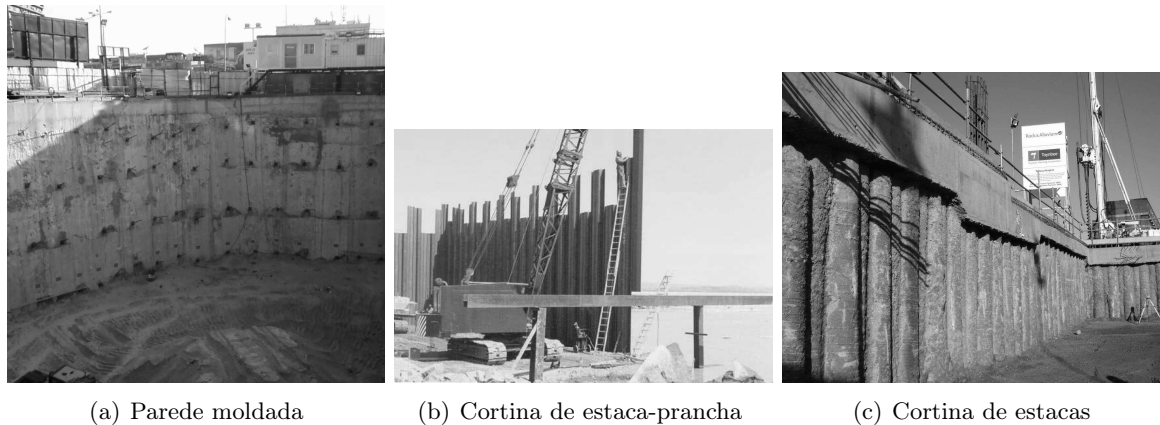 (a) Parede moldada
(b) Cortina de estaca-prancha
(c) Cortina de estacas